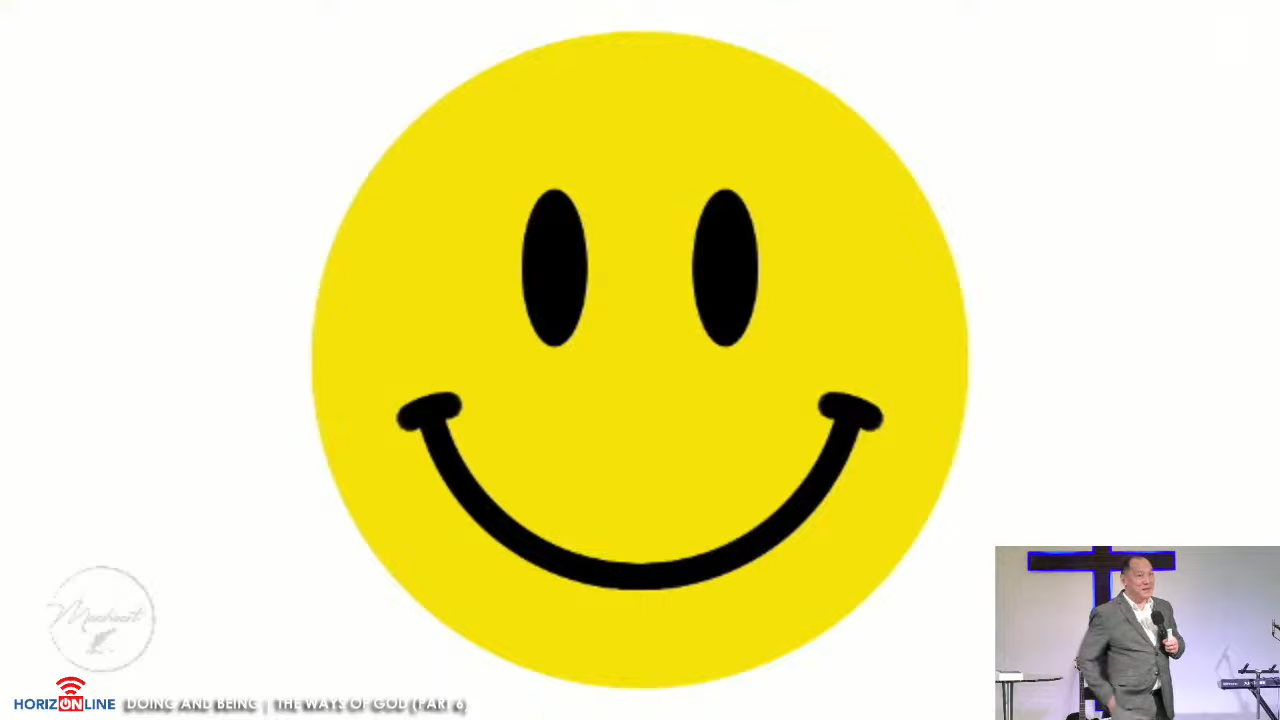 HORIZONLINE
DOING AND BEING | THE WAYS OF GOD (PART 6)